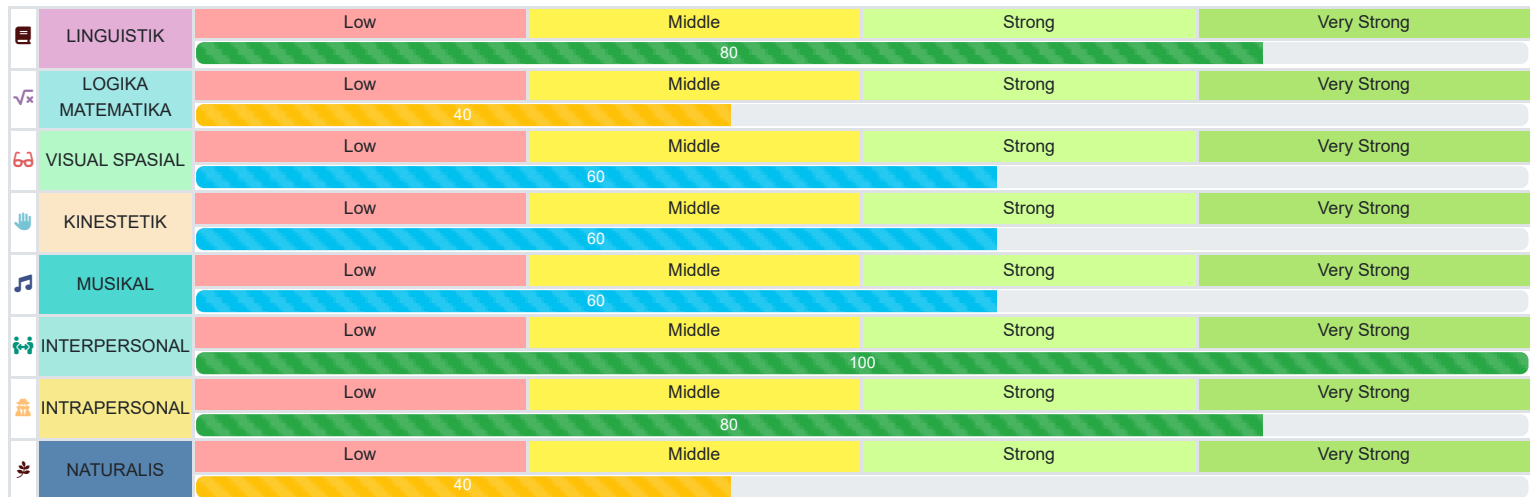 Low Middle Strong Very Strong
LINGUISTIK
80
LOGIKA
MATEMATIKA
Low Middle Strong Very Strong
40
Low Middle Strong Very Strong
VISUAL SPASIAL
60
Low Middle Strong Very Strong
KINESTETIK
60
Low Middle Strong Very Strong
MUSIKAL
60
Low Middle Strong Very Strong
INTERPERSONAL
100
Low Middle Strong Very Strong
INTRAPERSONAL
80
Low Middle Strong Very Strong
NATURALIS
40